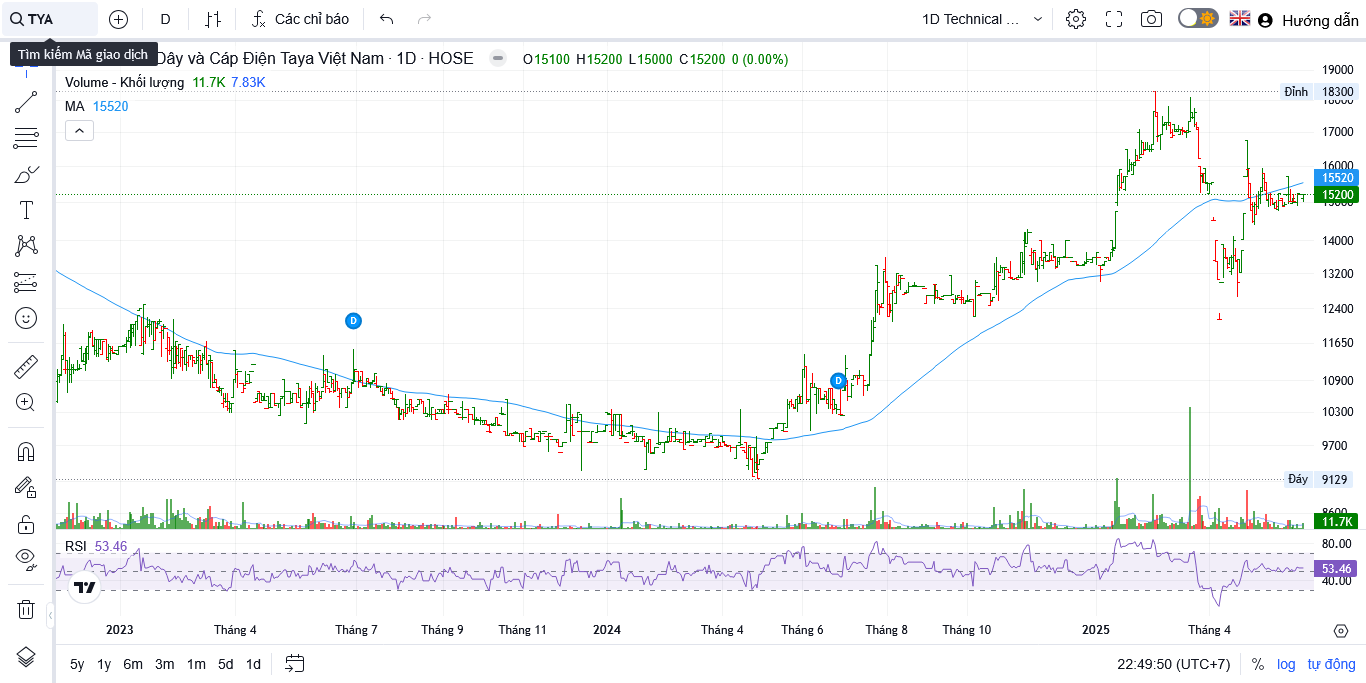 TYA
D
Các chỉ báo
1D Technical ...
Hướng dẫn
Tìm kiếm Mã giao dịch
Dây và Cáp Điện Taya Việt Nam · 1D · HOSE
O15100 H15200 L15000 C15200 0 (0.00%)
Volume - Khối lượng 11.7K 7.83K
MA 15520
19000
Đỉnh 18300
18000
17000
16000
15520
15200
15000
14000
13200
12400
11650
10900
10300
9700
Đáy 9129
8600
11.7K
D
D
RSI 53.46
80.00
53.46
40.00
2023 Tháng 4 Tháng 7 Tháng 9 Tháng 11 2024 Tháng 4 Tháng 6 Tháng 8 Tháng 10 2025 Tháng 4
5y 1y 6m 3m 1m 5d 1d
22:49:50 (UTC+7) % log tự động